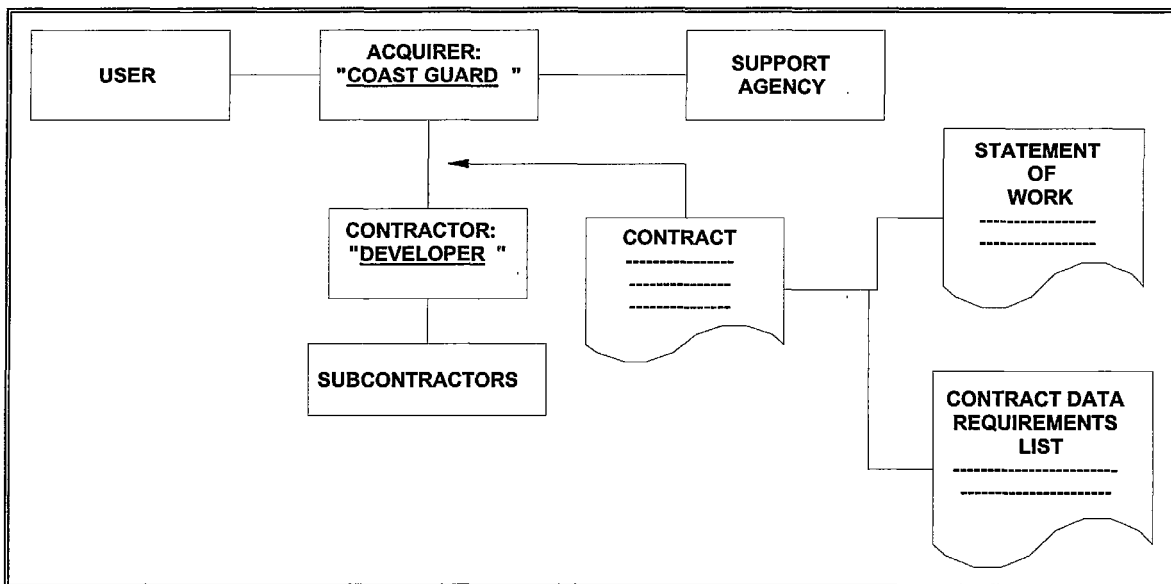 USER
ACQUIRER:
"COAST GUARD "
SUPPORT
AGENCY
STATEMENT
OF
WORK
CONTRACTOR:
"DEVELOPER "
CONTRACT
SUBCONTRACTORS
CONTRACT DATA
REQUIREMENTS
LIST